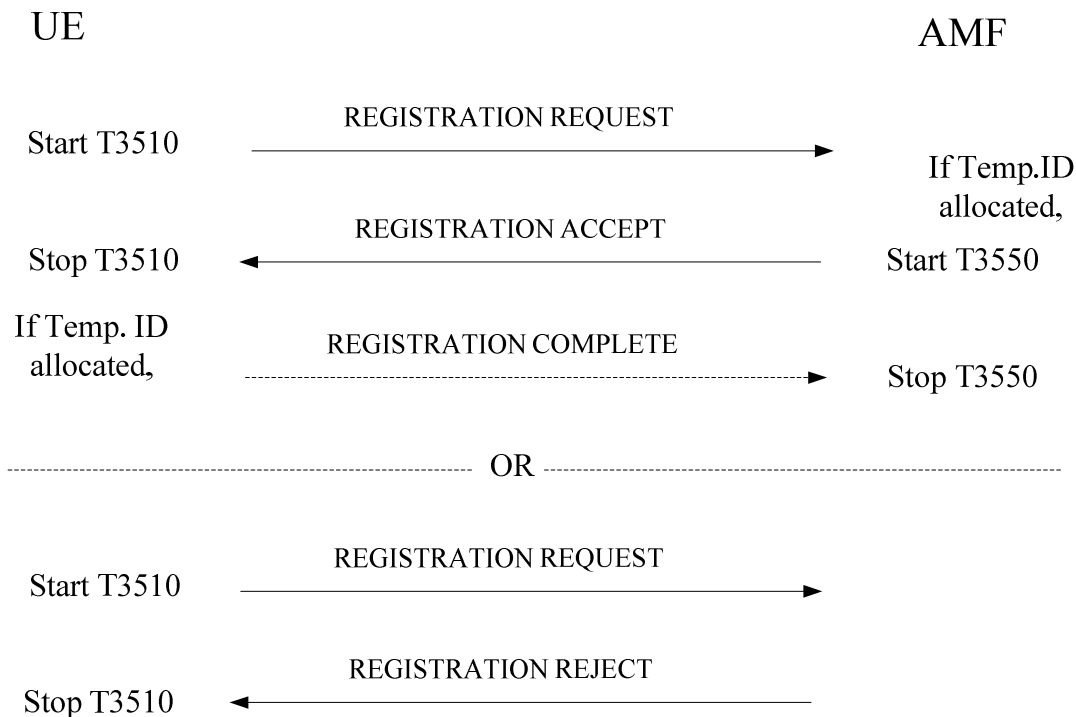 UE
AMF
REGISTRATION REQUEST
Start T3510
If Temp.ID
allocated,
REGISTRATION ACCEPT
Stop T3510
Start T3550
If Temp. ID
allocated,
REGISTRATION COMPLETE
Stop T3550
OR
REGISTRATION REQUEST
Start T3510
REGISTRATION REJECT
Stop T3510